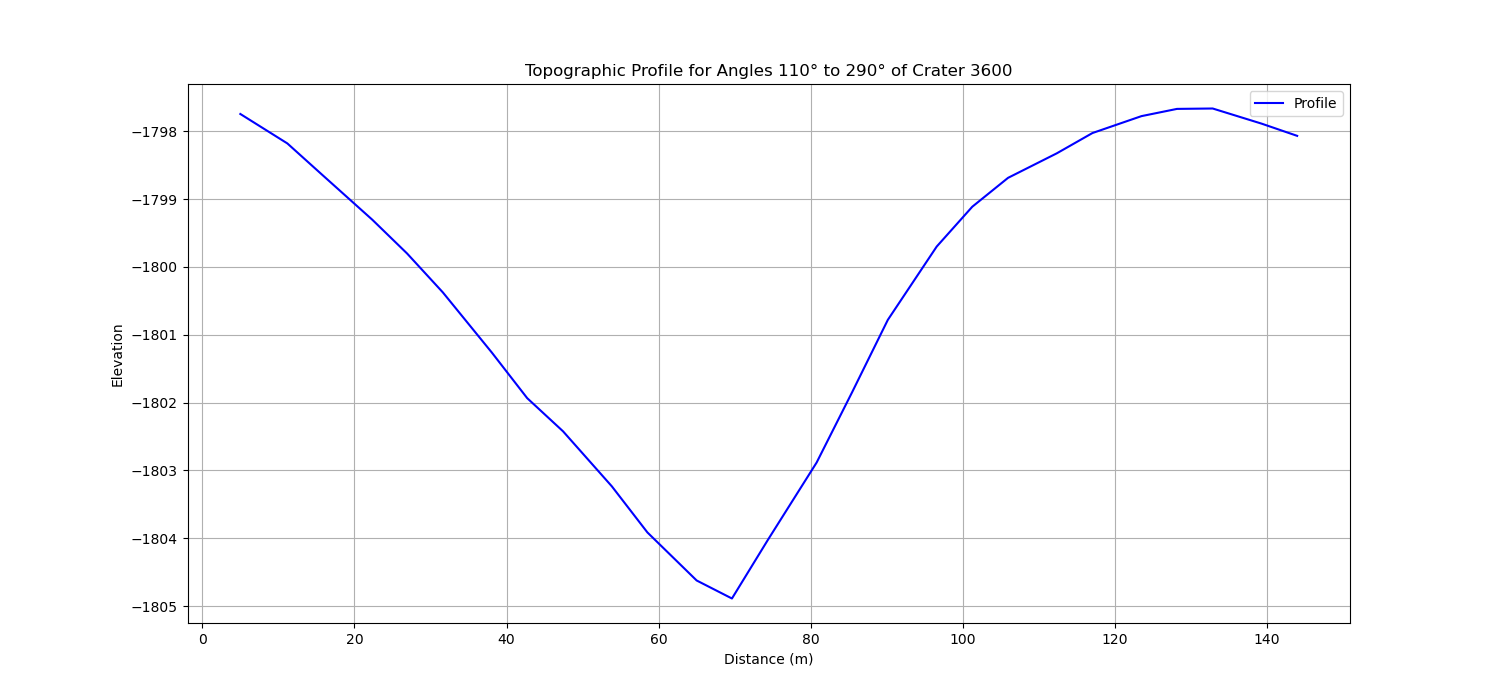 Topographic Profile for Angles 110° to 290° of Crater 3600
Profile
−1798
−1799
−1800
−1801
−1802
−1803
−1804
−1805
Elevation
0 20 40 60 80 100 120 140
Distance (m)